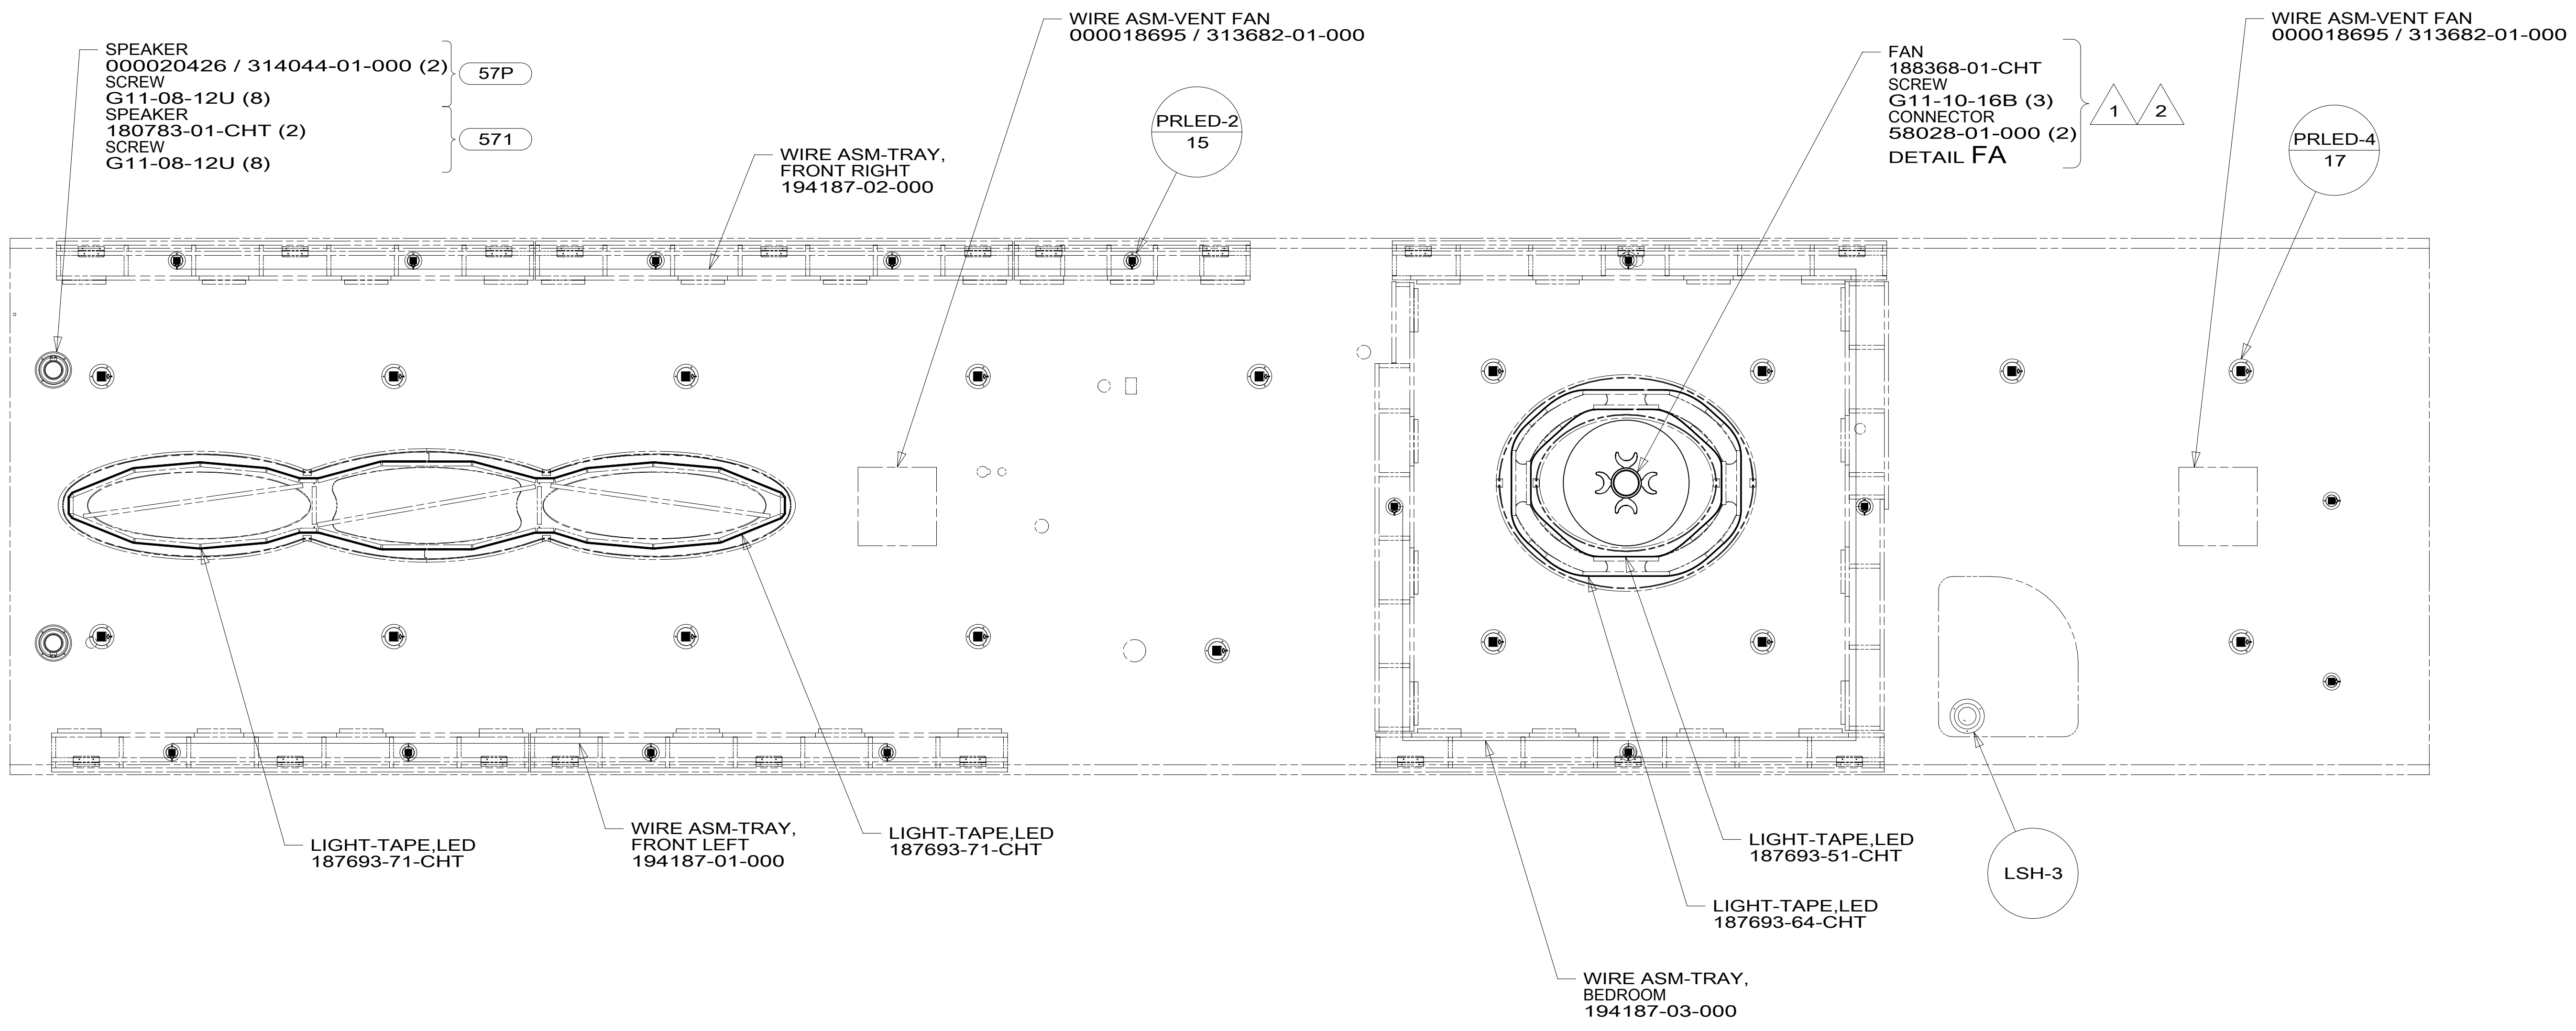 SPEAKER
000020426 / 314044-01-000 (2)
SCREW
G11-08-12U (8)
SPEAKER
180783-01-CHT (2)
SCREW
G11-08-12U (8)
57P
571
WIRE ASM-TRAY,
FRONT RIGHT
194187-02-000
WIRE ASM-VENT FAN
000018695 / 313682-01-000
PRLED-2
15
FAN
188368-01-CHT
SCREW
G11-10-16B (3)
CONNECTOR
58028-01-000 (2)
DETAIL FA
1
2
WIRE ASM-VENT FAN
000018695 / 313682-01-000
PRLED-4
17
LIGHT-TAPE,LED
187693-71-CHT
WIRE ASM-TRAY,
FRONT LEFT
194187-01-000
LIGHT-TAPE,LED
187693-71-CHT
LIGHT-TAPE,LED
187693-51-CHT
LIGHT-TAPE,LED
187693-64-CHT
WIRE ASM-TRAY,
BEDROOM
194187-03-000
LSH-3